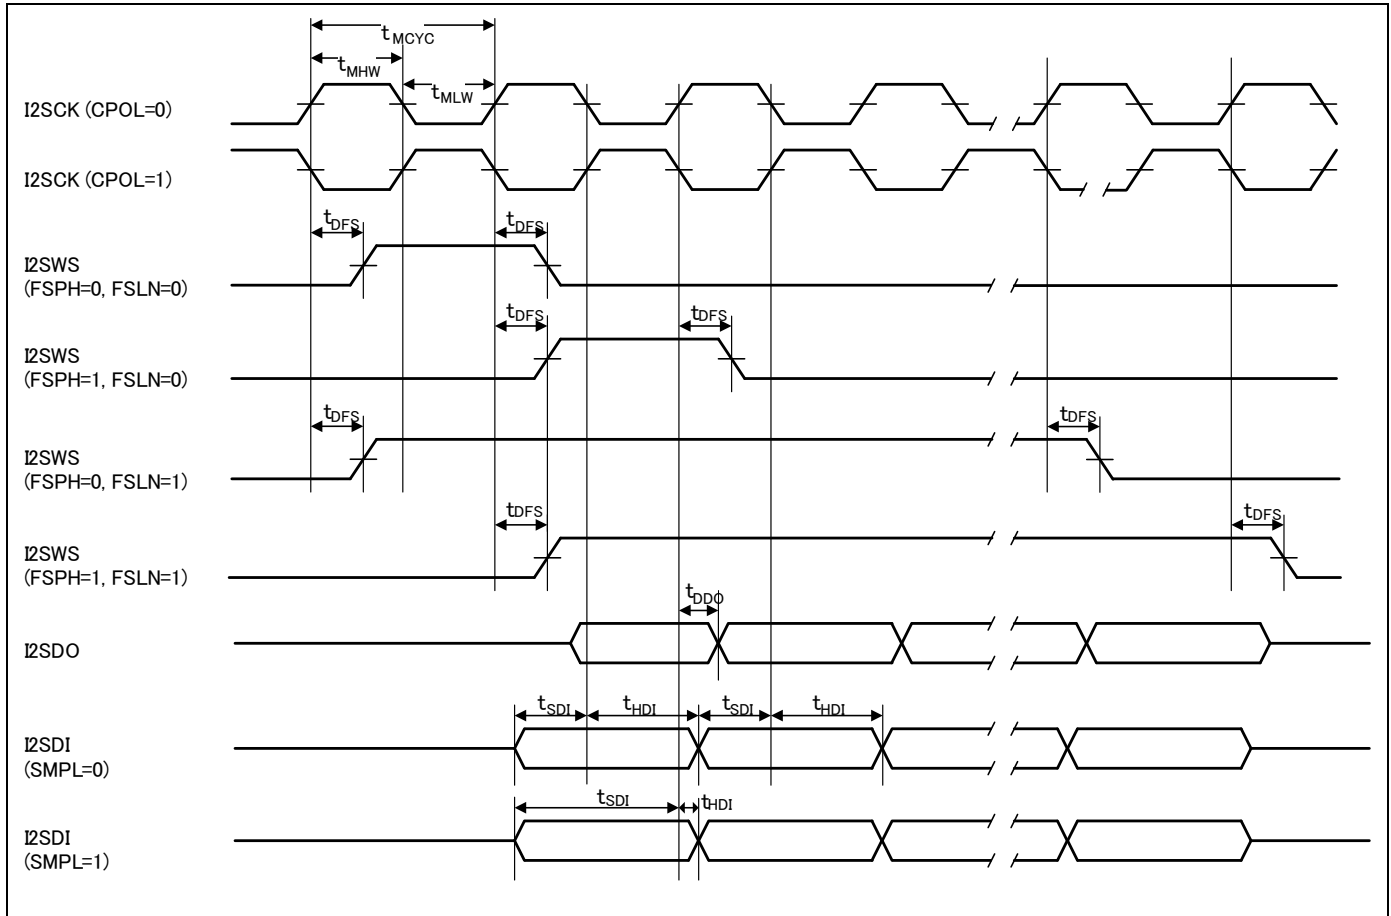 tMCYC
tMHW
tMLW
I2SCK (CPOL=0)
I2SCK (CPOL=1)
tDFS tDFS
I2SWS
(FSPH=0, FSLN=0)
tDFS tDFS
I2SWS
(FSPH=1, FSLN=0)
tDFS tDFS
I2SWS
(FSPH=0, FSLN=1)
tDFS tDFS
I2SWS
(FSPH=1, FSLN=1)
tDDO
I2SDO
tSDI tHDI tSDI tHDI
I2SDI
(SMPL=0)
tSDI tHDI
I2SDI
(SMPL=1)